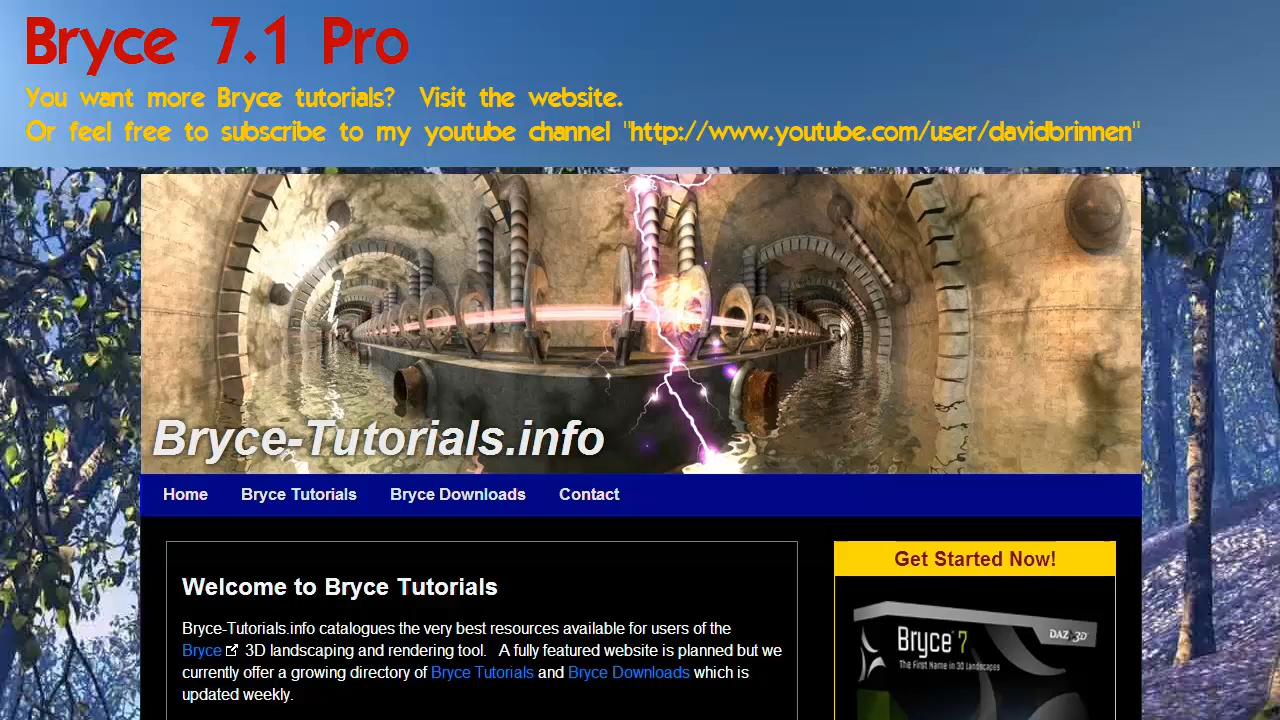 Bryce 7.1 Pro
You want more Bryce tutorials? Visit the website.
Or feel free to subscribe to my youtube channel "http://www.youtube.com/user/davidbrinnen"
Bryce-Tutorials.info
Home Bryce Tutorials Bryce Downloads Contact
Welcome to Bryce Tutorials
Bryce-Tutorials.info catalogues the very best resources available for users of the
Bryce 3D landscaping and rendering tool. A fully featured website is planned but we
currently offer a growing directory of Bryce Tutorials and Bryce Downloads which is
updated weekly.
Get Started Now!
Bryce 7
DAZ 3D
The First Name in 3D Landscapes